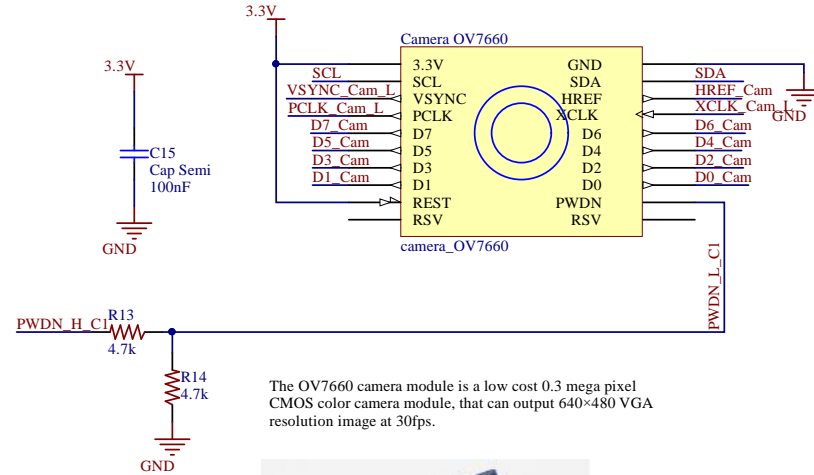 3.3V
Camera OV7660
3.3V
GND
SCL
SCL
SDA
SDA
VSYNC_Cam_L
VSYNC
HREF
HREF_Cam
PCLK_Cam_L
PCLK
XCLK
XCLK_Cam_L
GND
D7_Cam
D7
D6
D6_Cam
D5_Cam
D5
D4
D4_Cam
D3_Cam
D3
D2
D2_Cam
D1_Cam
D1
D0
D0_Cam
REST
PWDN
RSV
RSV
camera_OV7660
3.3V
C15
Cap Semi
100nF
GND
PWDN_L_C1
PWDN_H_C1
R13
4.7k
R14
4.7k
GND
The OV7660 camera module is a low cost 0.3 mega pixel
CMOS color camera module, that can output 640×480 VGA
resolution image at 30fps.